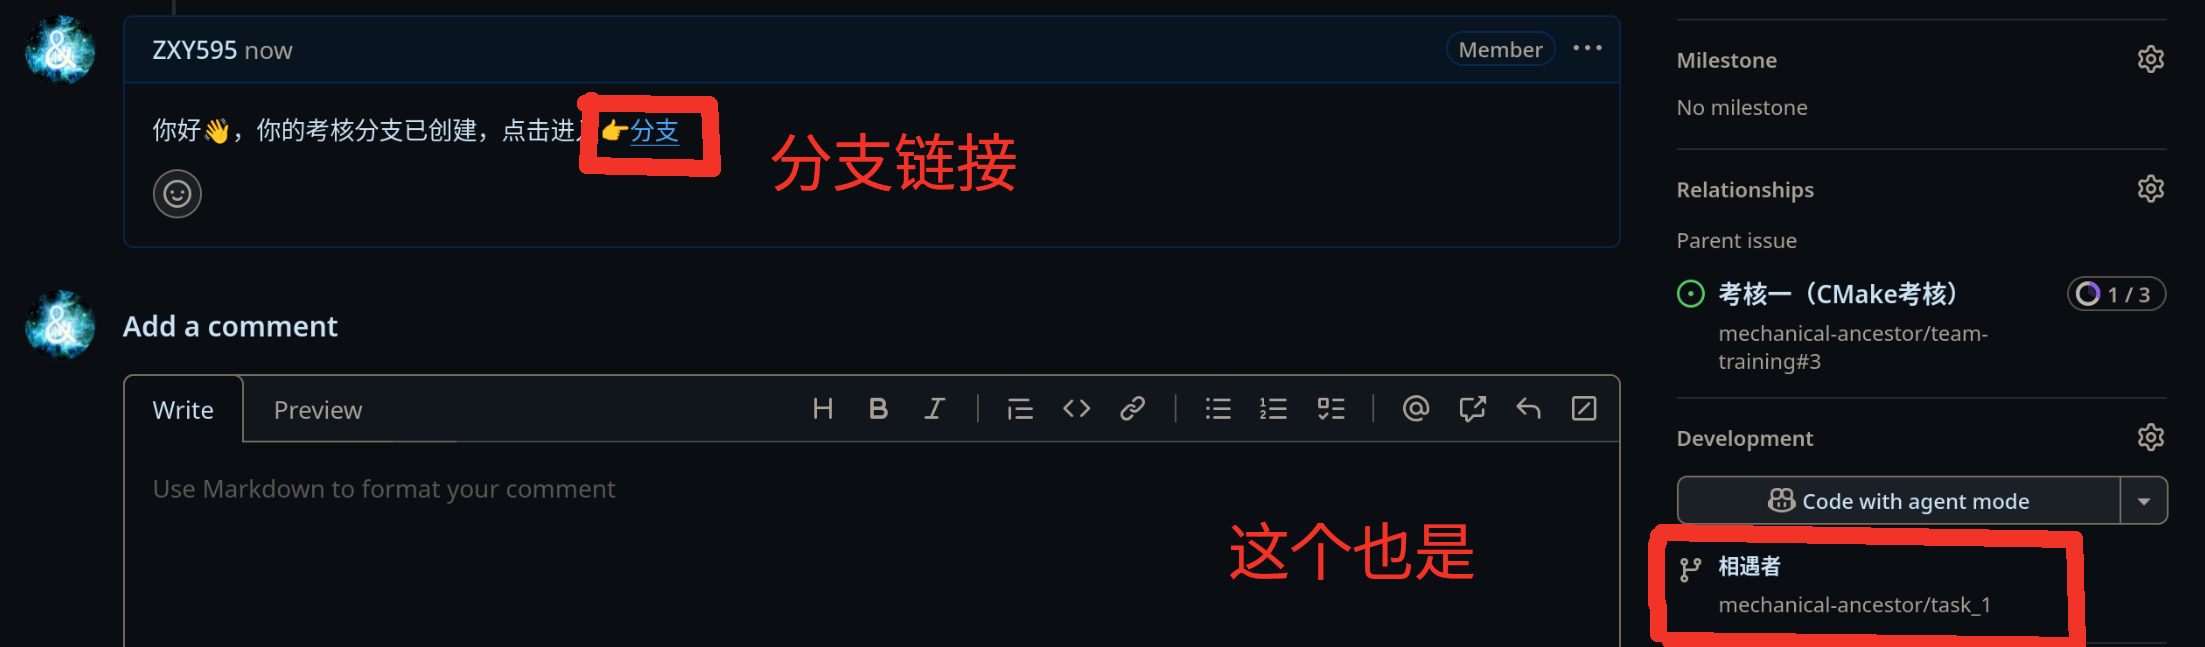 ZXY595 now
Member
你好👋，你的考核分支已创建，点击进入👉分支
分支链接
Add a comment
Write
Preview
Use Markdown to format your comment
这个也是
Milestone
No milestone
Relationships
Parent issue
考核一（CMake考核）
1 / 3
mechanical-ancestor/team-
training#3
Development
Code with agent mode
相遇者
mechanical-ancestor/task_1